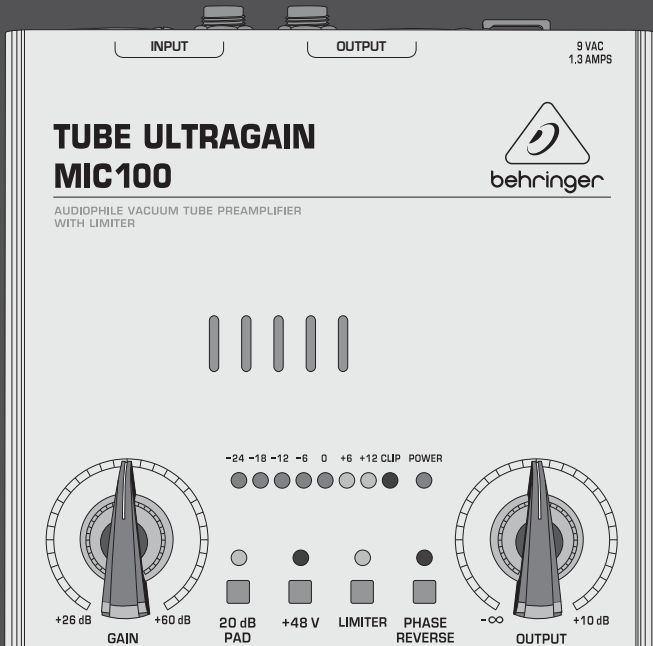 INPUT
OUTPUT
9 VAC
1.3 AMPS
TUBE ULTRAGAIN
MIC100
behringer
AUDIOPHILE VACUUM TUBE PREAMPLIFIER
WITH LIMITER
-24 -18 -12 -6 0 +6 +12 CLIP POWER
+26 dB
+60 dB
GAIN
20 dB
PAD
+48 V
LIMITER
PHASE
REVERSE
-∞
+10 dB
OUTPUT